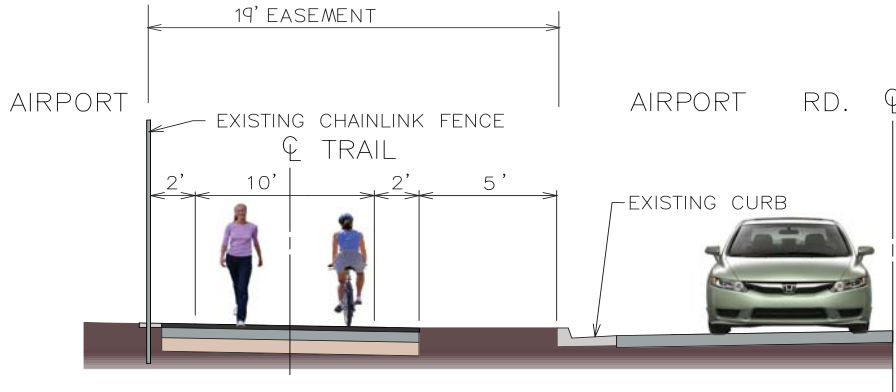 19' EASEMENT
AIRPORT
AIRPORT RD. ℄
EXISTING CHAINLINK FENCE
℄ TRAIL
2' 10' 2' 5'
EXISTING CURB